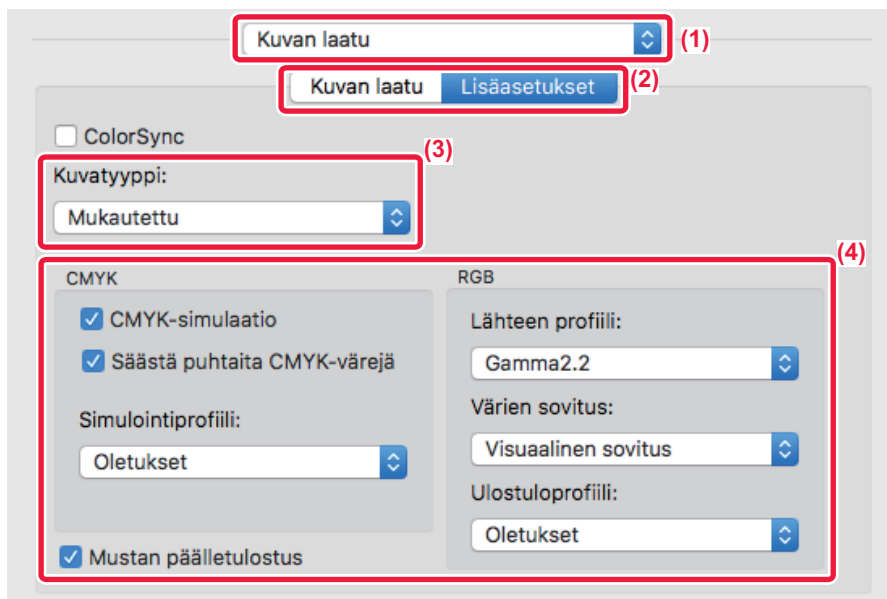 Kuvan laatu (1)
Kuvan laatu Lisäasetukset (2)
ColorSync
(3)
Kuvatyyppi:
Mukautettu
(4)
CMYK
CMYK-simulaatio
Säästä puhtaita CMYK-värejä
Simulointiprofiili:
Oletukset
Mustan päälletulostus
RGB
Lähteen profiili:
Gamma2.2
Värien sovitus:
Visuaalinen sovitus
Ulostuloprofiili:
Oletukset